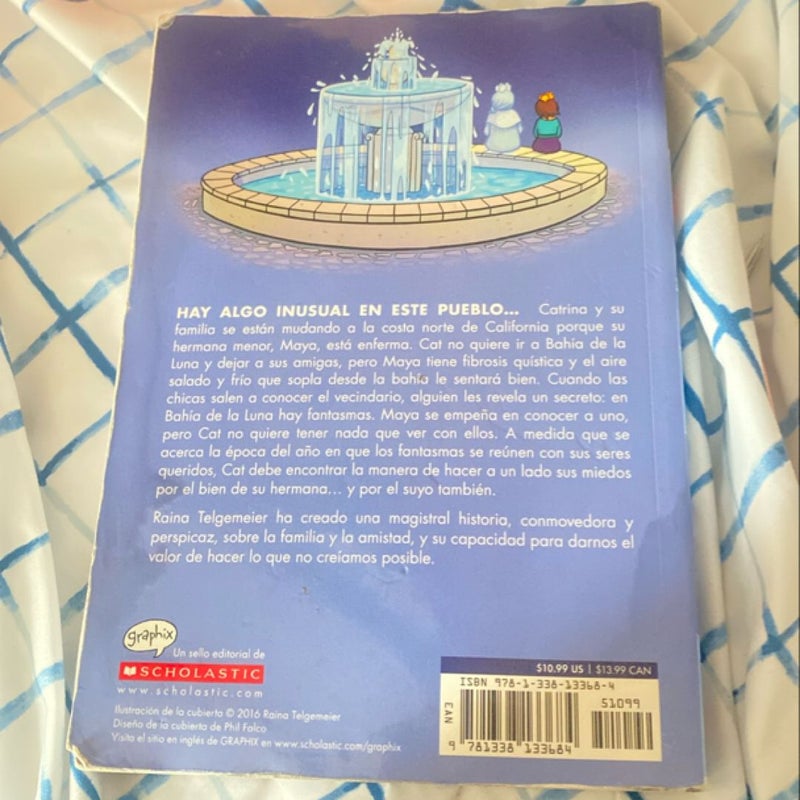 HAY ALGO INUSUAL EN ESTE PUEBLO... Catrina y su
familia se están mudando a la costa norte de California porque su
hermana menor, Maya, está enferma. Cat no quiere ir a Bahía de la
Luna y dejar a sus amigas, pero Maya tiene fibrosis quística y el aire
salado y frío que sopla desde la bahía le sentará bien. Cuando las
chicas salen a conocer el vecindario, alguien les revela un secreto: en
Bahía de la Luna hay fantasmas. Maya se empeña en conocer a uno,
pero Cat no quiere tener nada que ver con ellos. A medida que se
acerca la época del año en que los fantasmas se reúnen con sus seres
queridos, Cat debe encontrar la manera de hacer a un lado sus miedos
por el bien de su hermana... y por el suyo también.
Raina Telgemeier ha creado una magistral historia, conmovedora y
perspicaz, sobre la familia y la amistad, y su capacidad para darnos el
valor de hacer lo que no creíamos posible.
graphix
Un sello editorial de
SCHOLASTIC
www.scholastic.com
Ilustración de la cubierta © 2016 Raina Telgemeier
Diseño de la cubierta de Phil Falco
Visita el sitio en inglés de GRAPHIX en www.scholastic.com/graphix
$10.99 US | $13.99 CAN
ISBN 978-1-338-13368-4
51099
EAN
9 781338 133684